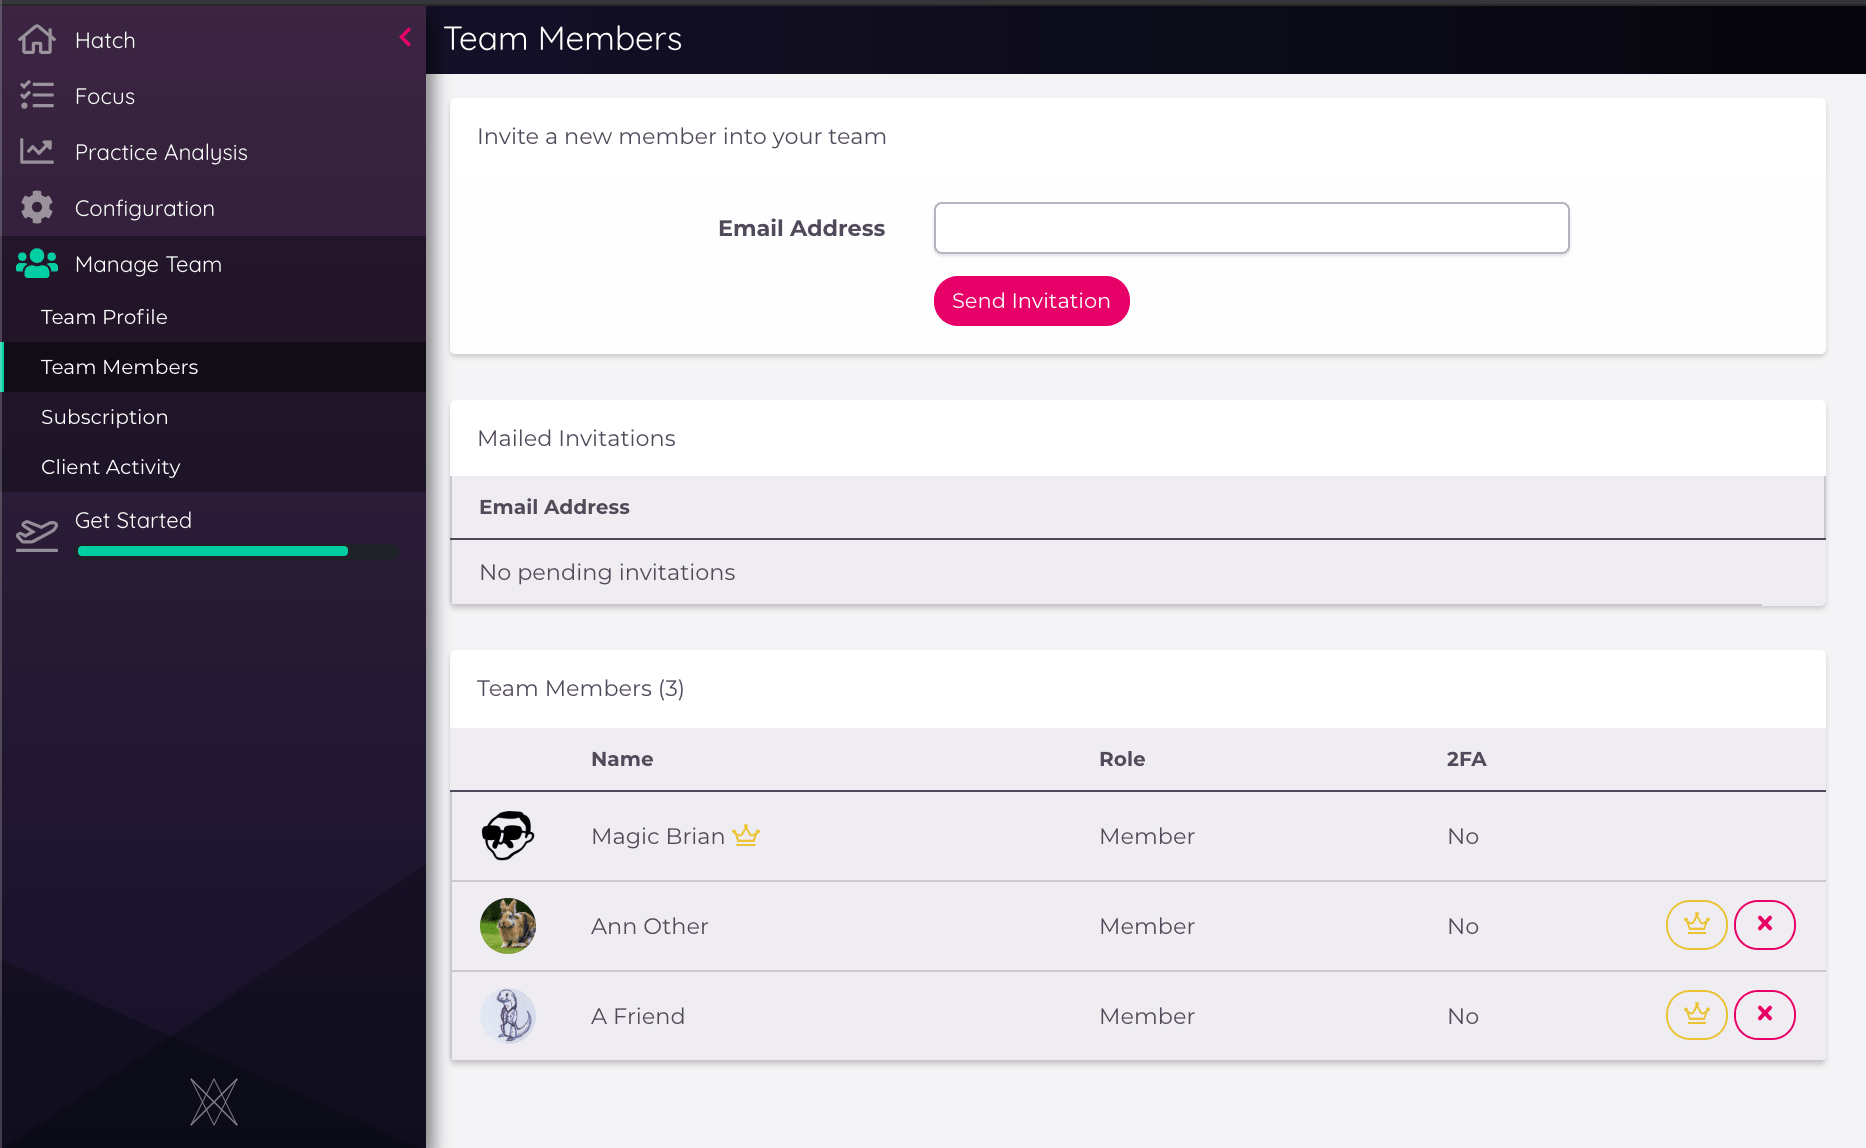 Hatch
Focus
Practice Analysis
Configuration
Manage Team
Team Profile
Team Members
Subscription
Client Activity
Get Started
Team Members
Invite a new member into your team
Email Address
Send Invitation
Mailed Invitations
Email Address
No pending invitations
Team Members (3)
Name Role 2FA
Magic Brian Member No
Ann Other Member No
A Friend Member No